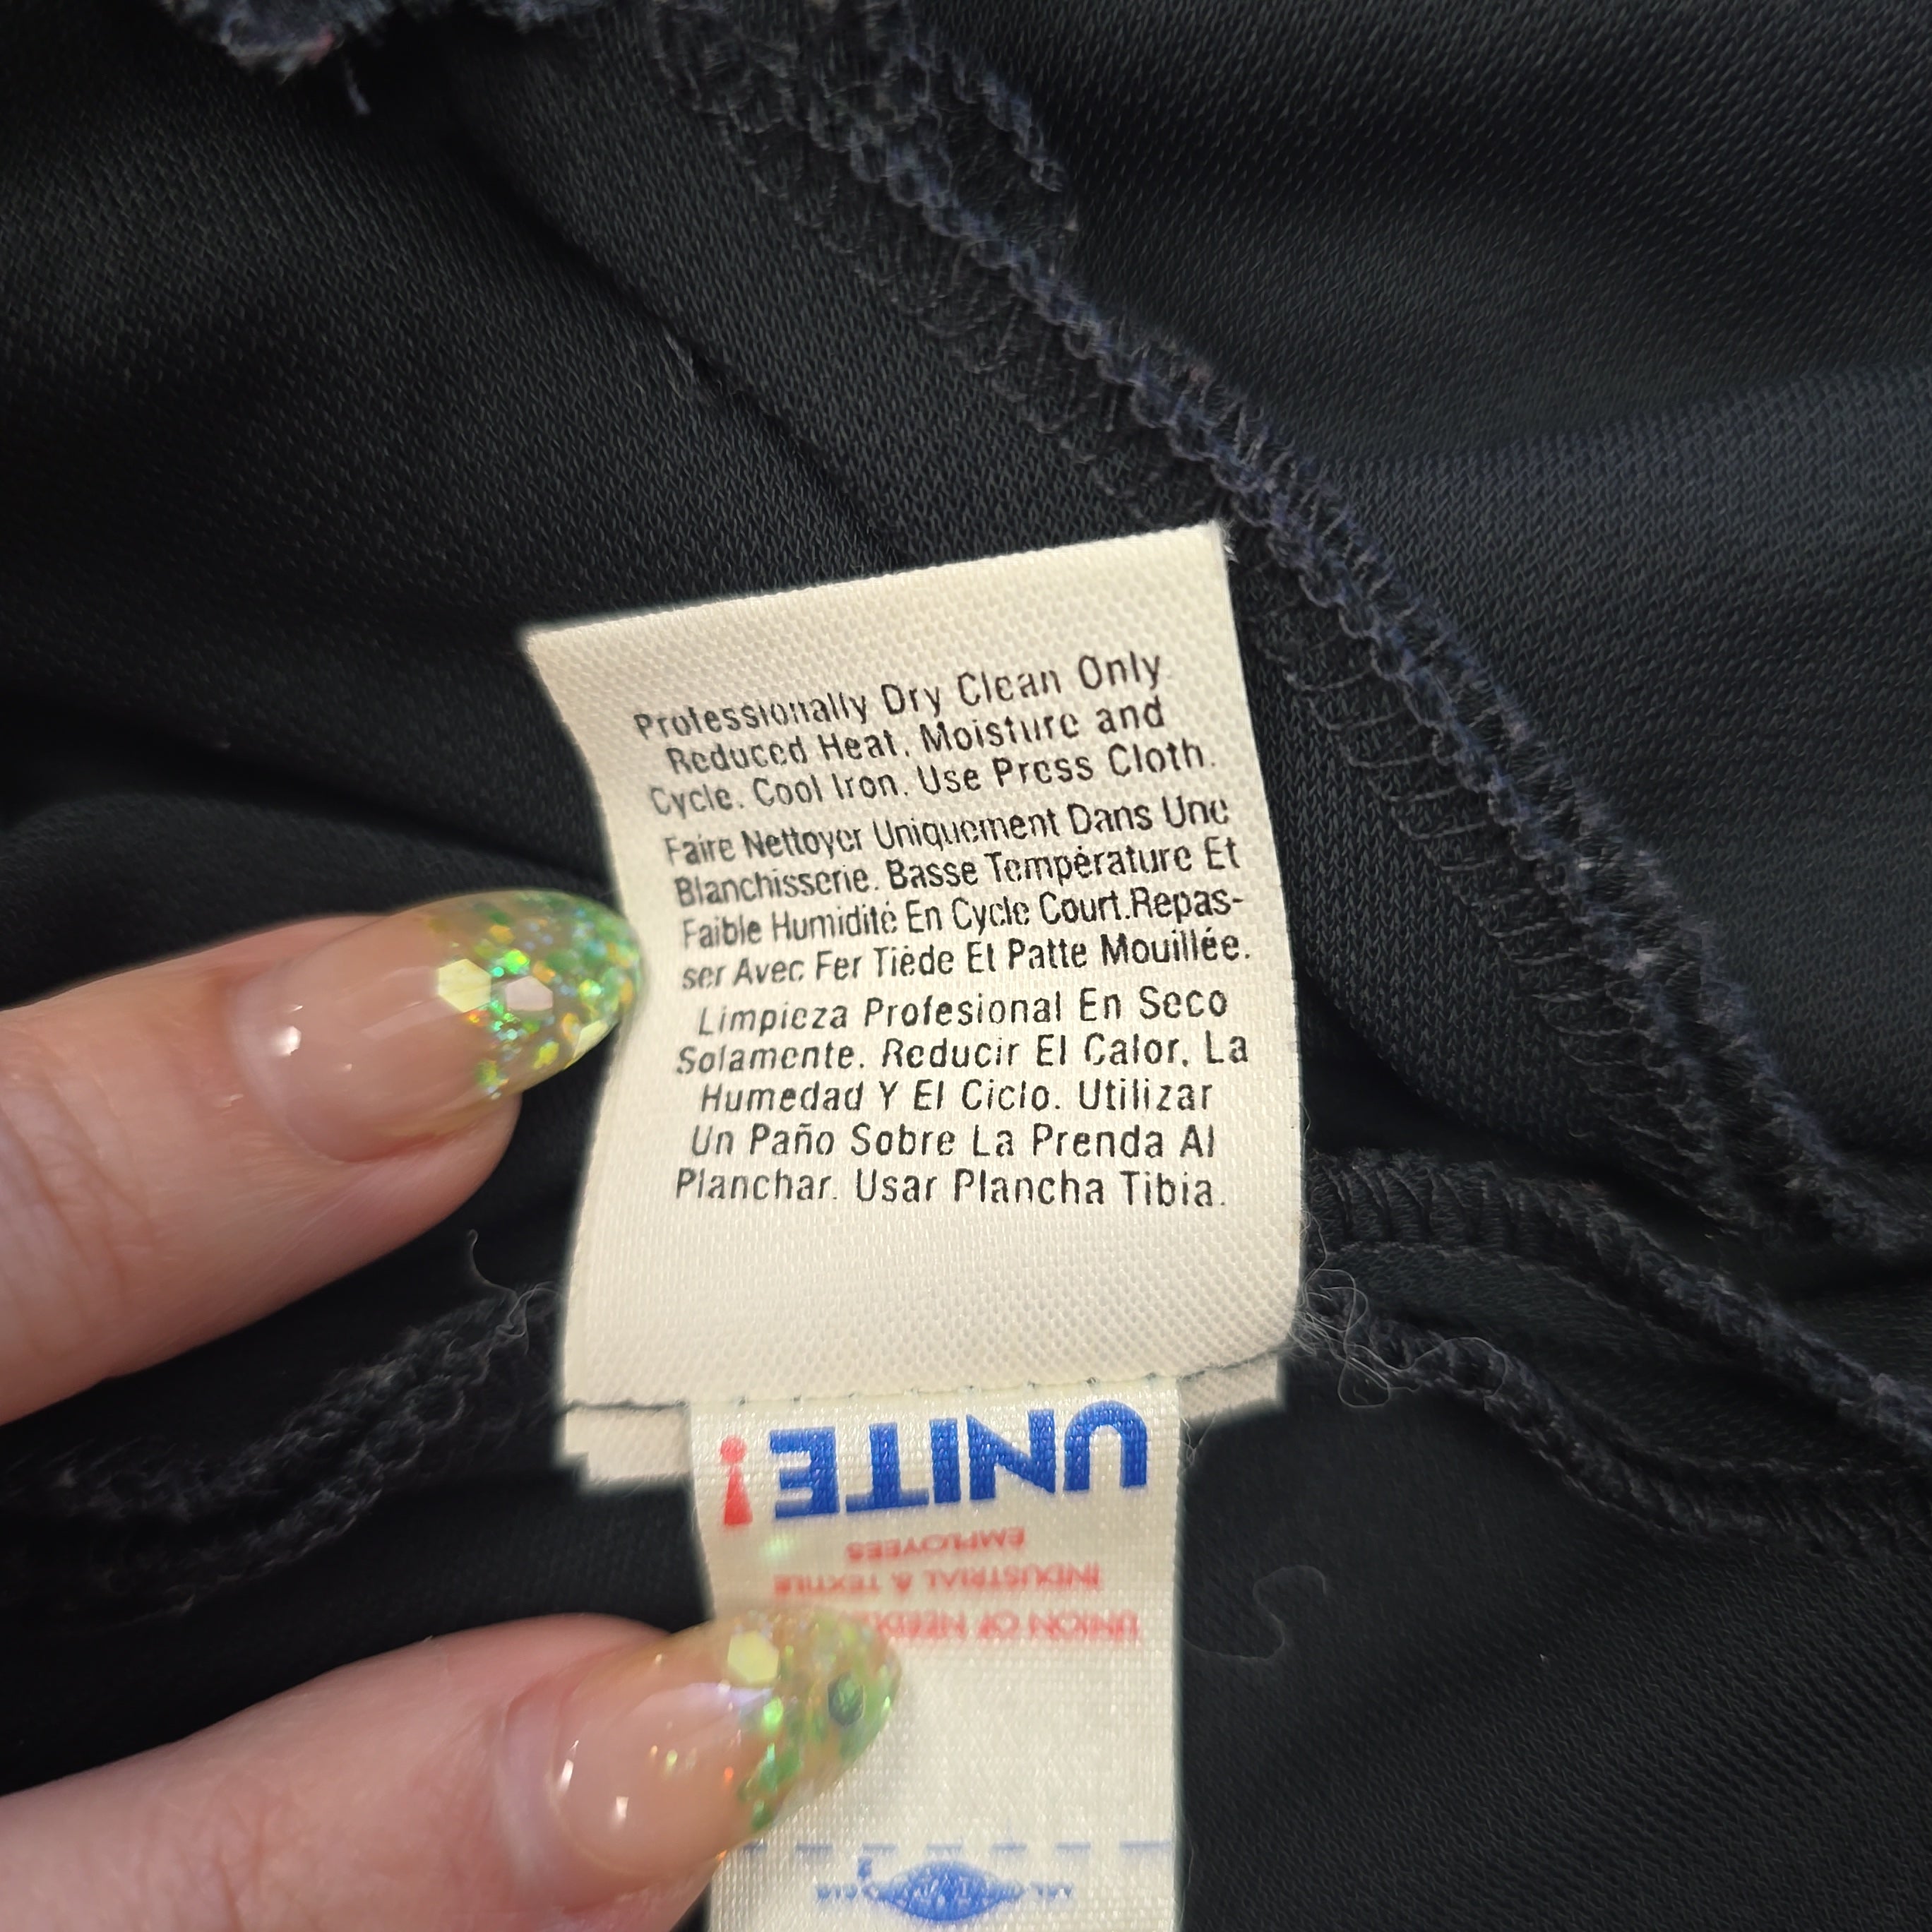 Professionally Dry Clean Only
Reduced Heat, Moisture and
Cycle. Cool Iron. Use Press Cloth.
Faire Nettoyer Uniquement Dans Une
Blanchisserie. Basse Température Et
Faible Humidité En Cycle Court.Repas-
ser Avec Fer Tiède Et Patte Mouillée.
Limpieza Profesional En Seco
Solamente. Reducir El Calor, La
Humedad Y El Ciclo. Utilizar
Un Paño Sobre La Prenda Al
Planchar. Usar Plancha Tibia.
UNION OF
INDUSTRIAL & TEXTILE
EMPLOYEES
UNITE!